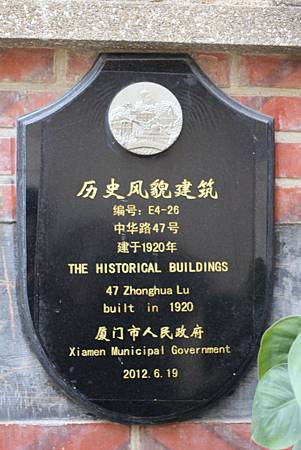 历史风貌建筑
编号：E4-26
中华路47号
建于1920年
THE HISTORICAL BUILDINGS
47 Zhonghua Lu
built in 1920
厦门市人民政府
Xiamen Municipal Government
2012.6.19